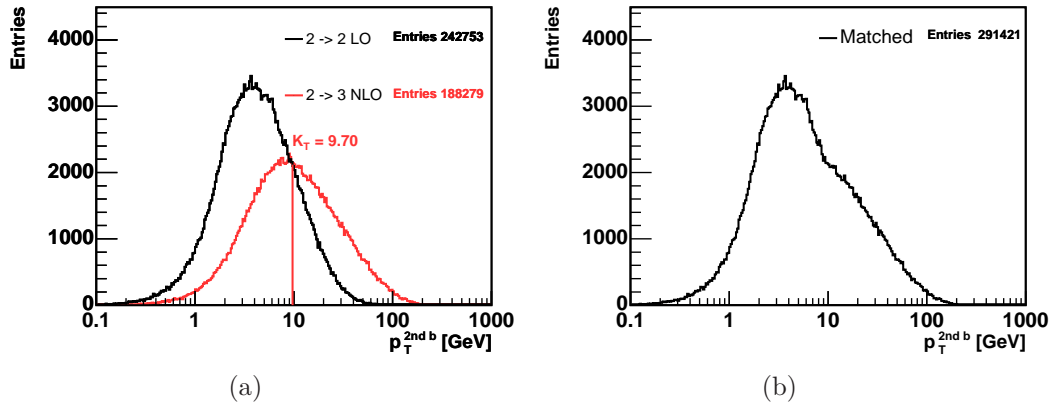 Entries
4000
3000
2000
1000
0
2 -> 2 LO
Entries 242753
2 -> 3 NLO
Entries 188279
K_T = 9.70
0.1
1
10
100
1000
p_T^2nd b [GeV]
(a)
Entries
4000
3000
2000
1000
0
Matched
Entries 291421
0.1
1
10
100
1000
p_T^2nd b [GeV]
(b)